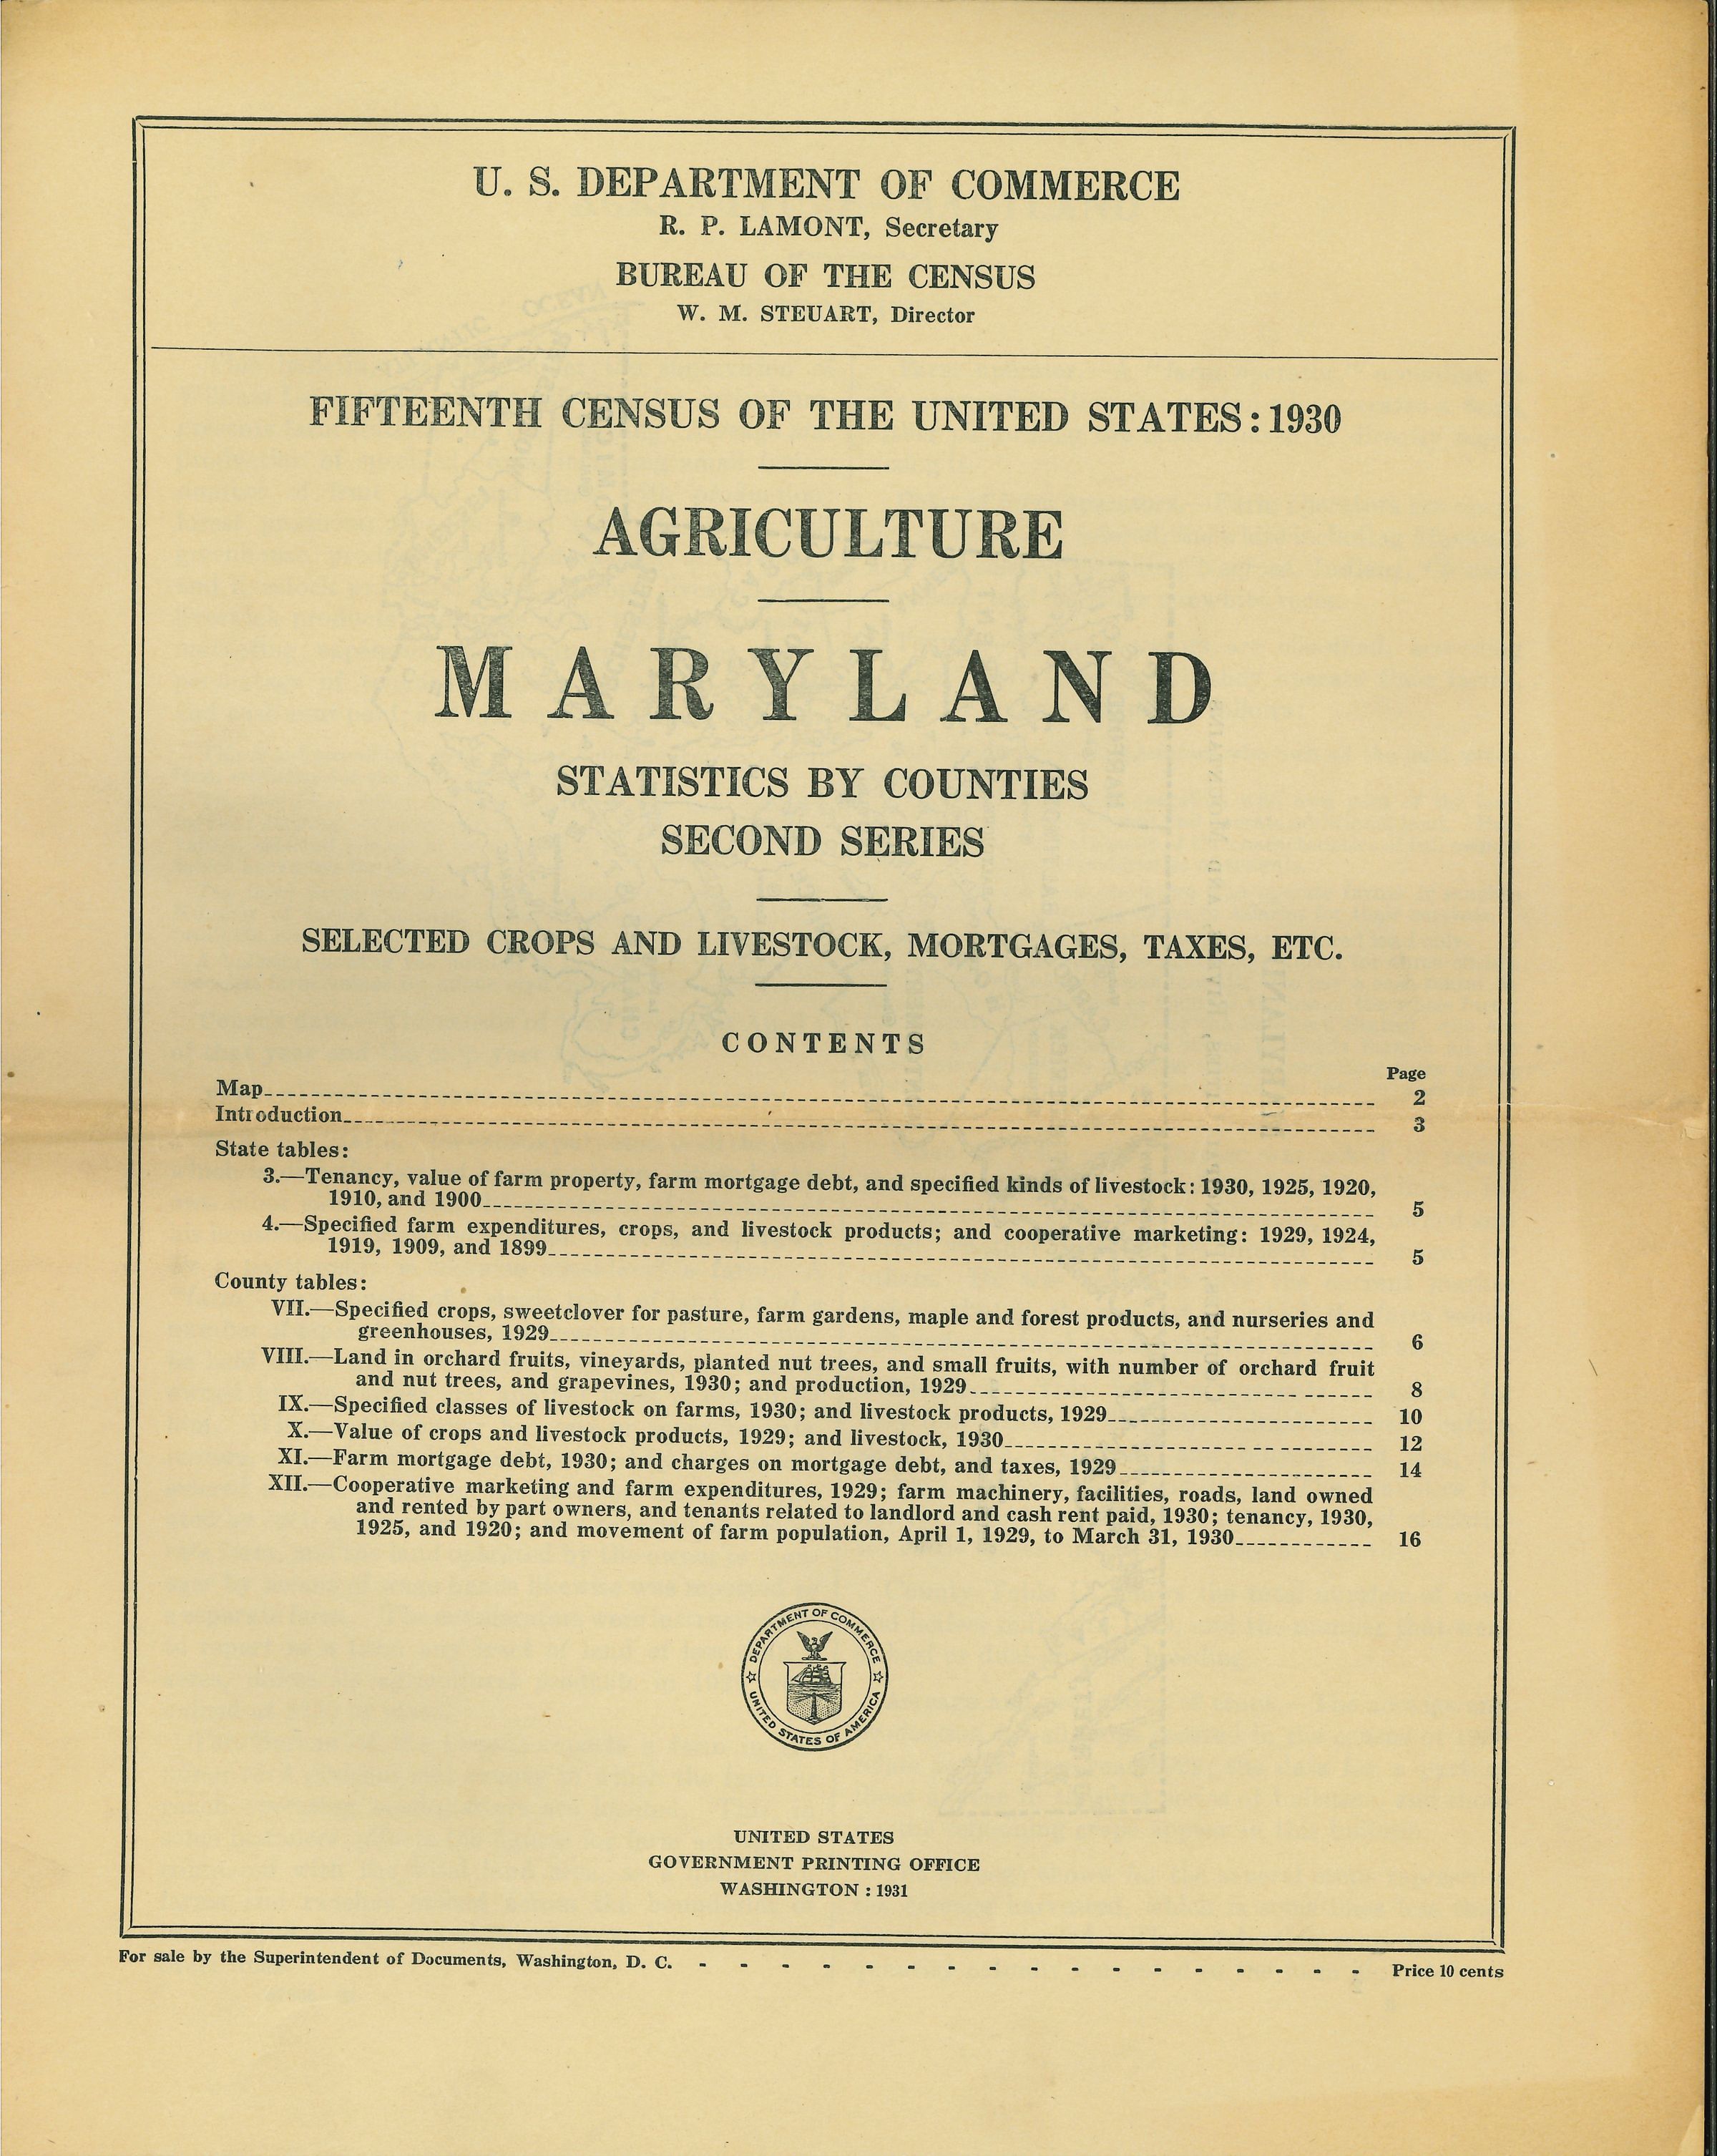 U. S. DEPARTMENT OF COMMERCE
R. P. LAMONT, Secretary
BUREAU OF THE CENSUS
W. M. STEUART, Director
FIFTEENTH CENSUS OF THE UNITED STATES: 1930
AGRICULTURE
MARYLAND
STATISTICS BY COUNTIES
SECOND SERIES
SELECTED CROPS AND LIVESTOCK, MORTGAGES, TAXES, ETC.
CONTENTS
Page
Map 2
Introduction 3
State tables:
3.—Tenancy, value of farm property, farm mortgage debt, and specified kinds of livestock: 1930, 1925, 1920,
1910, and 1900 5
4.—Specified farm expenditures, crops, and livestock products; and cooperative marketing: 1929, 1924,
1919, 1909, and 1899 5
County tables:
VII.—Specified crops, sweetclover for pasture, farm gardens, maple and forest products, and nurseries and
greenhouses, 1929 6
VIII.—Land in orchard fruits, vineyards, planted nut trees, and small fruits, with number of orchard fruit
and nut trees, and grapevines, 1930; and production, 1929 8
IX.—Specified classes of livestock on farms, 1930; and livestock products, 1929 10
X.—Value of crops and livestock products, 1929; and livestock, 1930 12
XI.—Farm mortgage debt, 1930; and charges on mortgage debt, and taxes, 1929 14
XII.—Cooperative marketing and farm expenditures, 1929; farm machinery, facilities, roads, land owned
and rented by part owners, and tenants related to landlord and cash rent paid, 1930; tenancy, 1930,
1925, and 1920; and movement of farm population, April 1, 1929, to March 31, 1930 16
DEPARTMENT OF COMMERCE
UNITED STATES OF AMERICA
UNITED STATES
GOVERNMENT PRINTING OFFICE
WASHINGTON : 1931
For sale by the Superintendent of Documents, Washington, D. C. - - - - - - - - - - - - - - - - - Price 10 cents